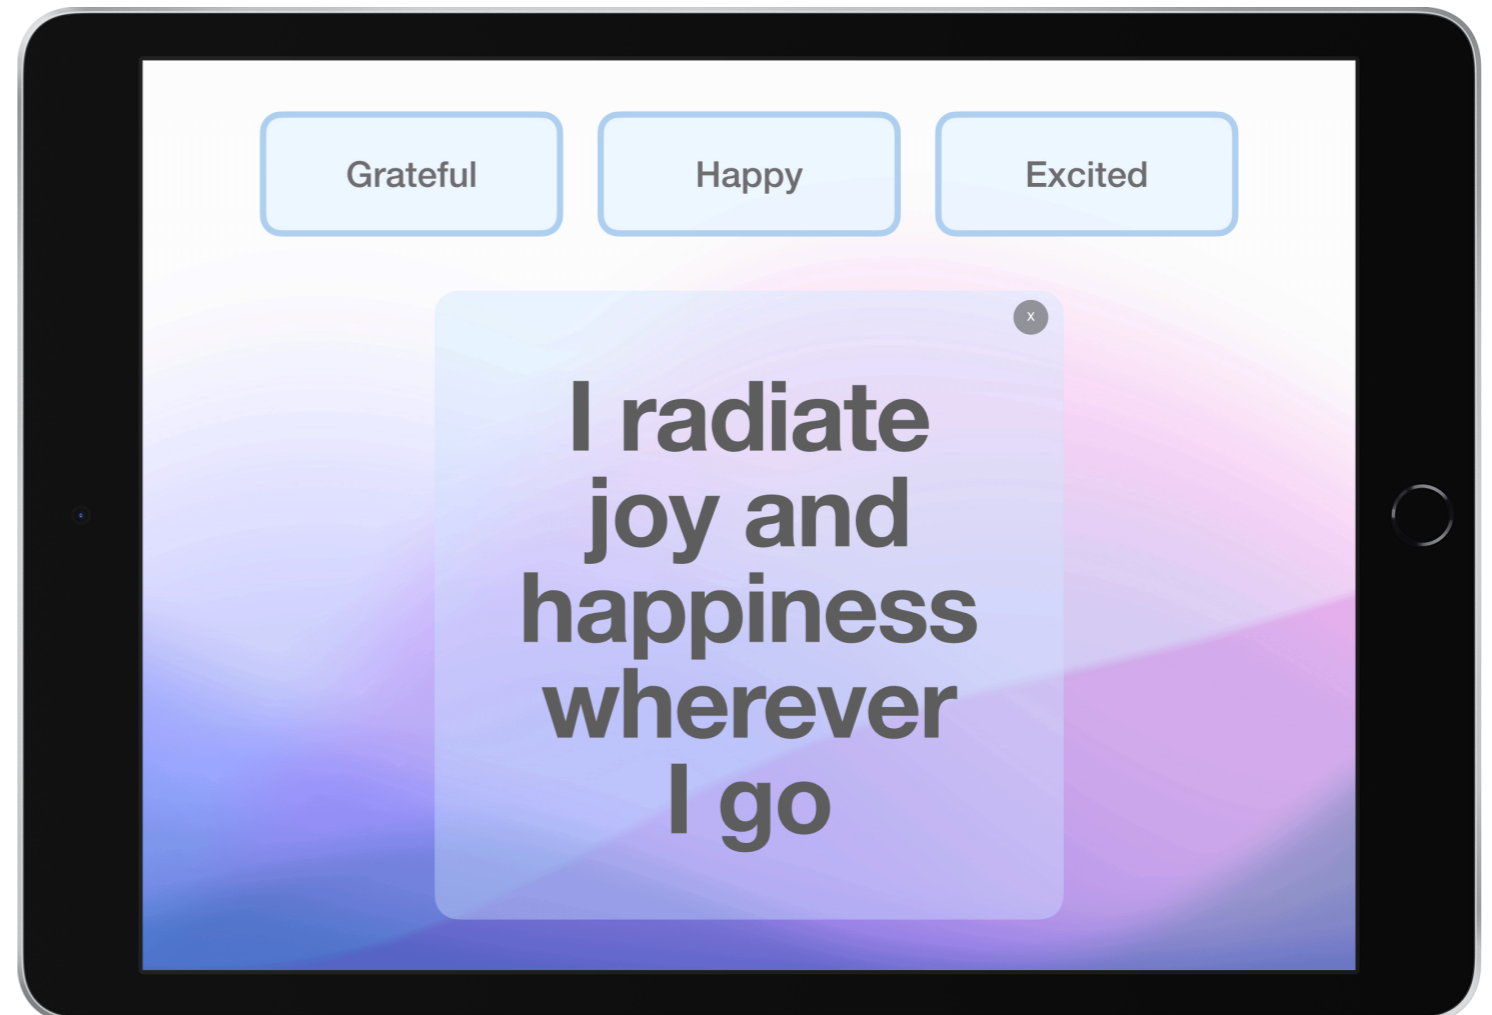 Grateful
Happy
Excited
x
I radiate
joy and
happiness
wherever
I go